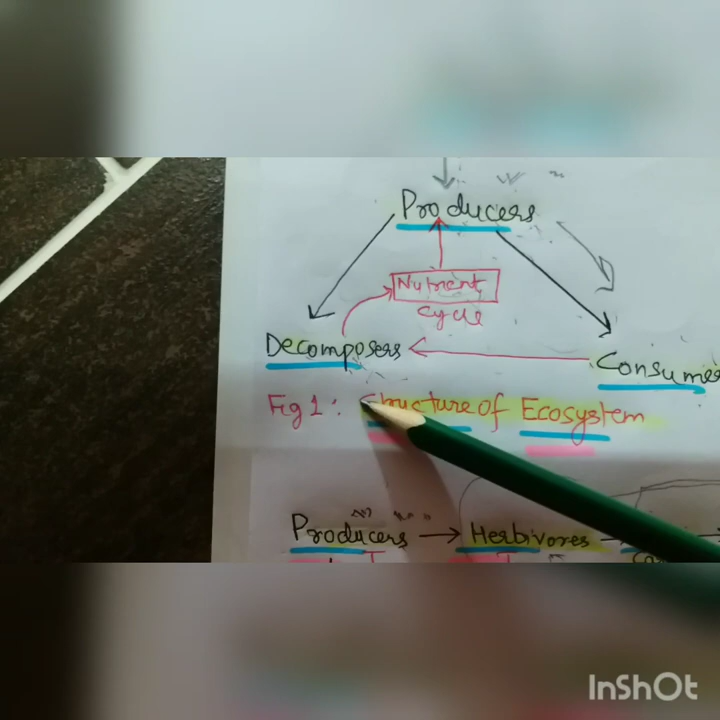 Producers
Nutrient
cycle
Decomposers
Consumers
Fig 1: Structure of Ecosystem
Producers → Herbivores →
InShOt